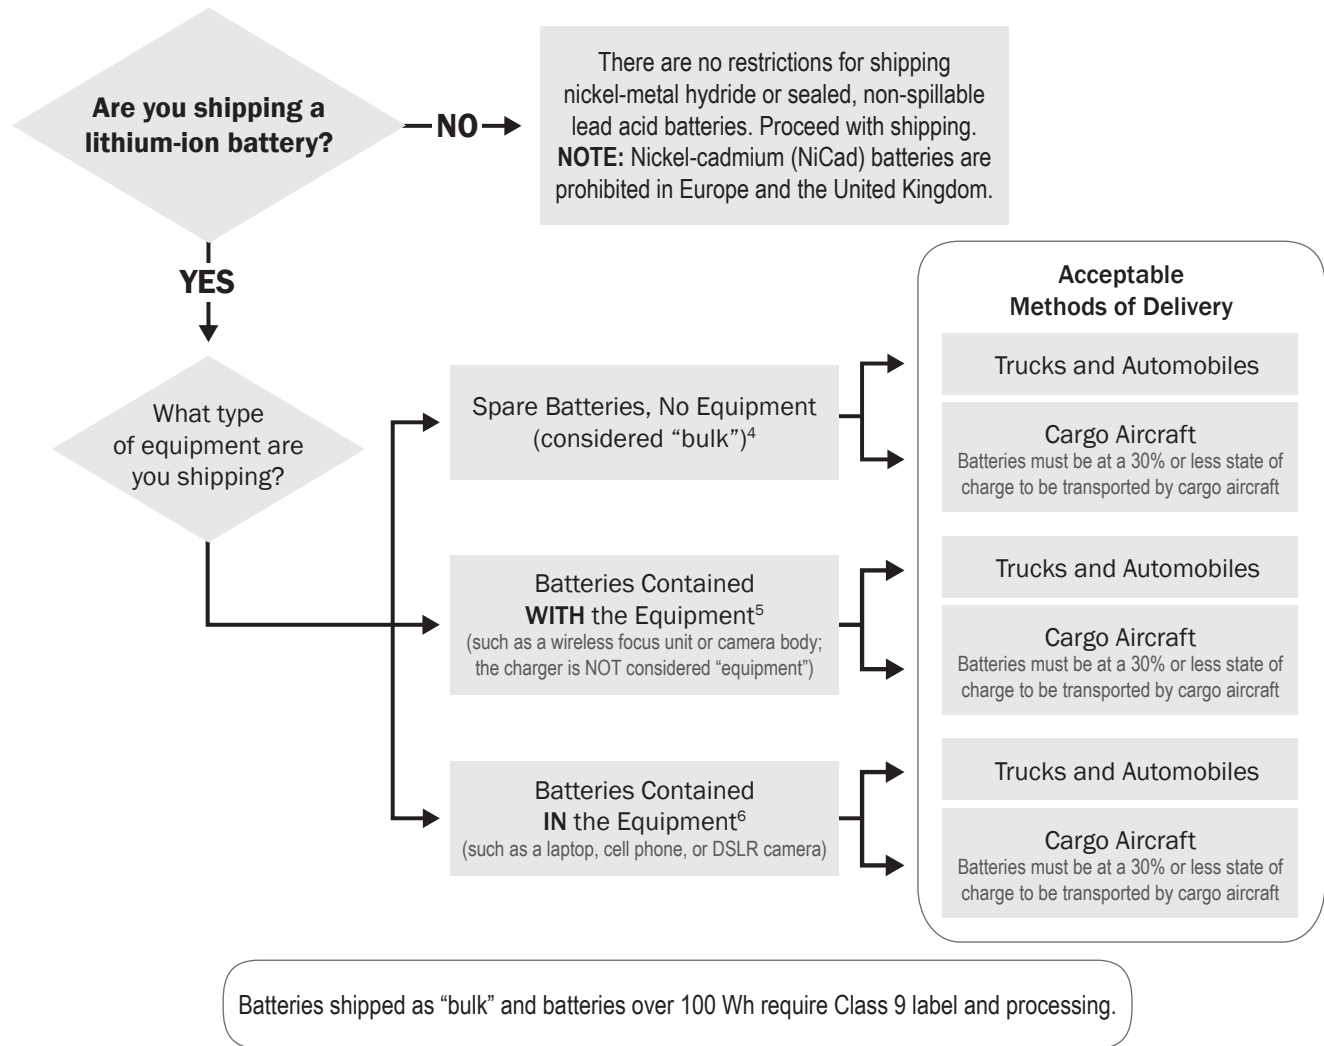 Are you shipping a
lithium-ion battery?
NO
There are no restrictions for shipping
nickel-metal hydride or sealed, non-spillable
lead acid batteries. Proceed with shipping.
NOTE: Nickel-cadmium (NiCad) batteries are
prohibited in Europe and the United Kingdom.
YES
What type
of equipment are
you shipping?
Acceptable
Methods of Delivery
Spare Batteries, No Equipment
(considered “bulk”)4
Trucks and Automobiles
Cargo Aircraft
Batteries must be at a 30% or less state of
charge to be transported by cargo aircraft
Batteries Contained
WITH the Equipment5
(such as a wireless focus unit or camera body;
the charger is NOT considered “equipment”)
Trucks and Automobiles
Cargo Aircraft
Batteries must be at a 30% or less state of
charge to be transported by cargo aircraft
Batteries Contained
IN the Equipment6
(such as a laptop, cell phone, or DSLR camera)
Trucks and Automobiles
Cargo Aircraft
Batteries must be at a 30% or less state of
charge to be transported by cargo aircraft
Batteries shipped as “bulk” and batteries over 100 Wh require Class 9 label and processing.